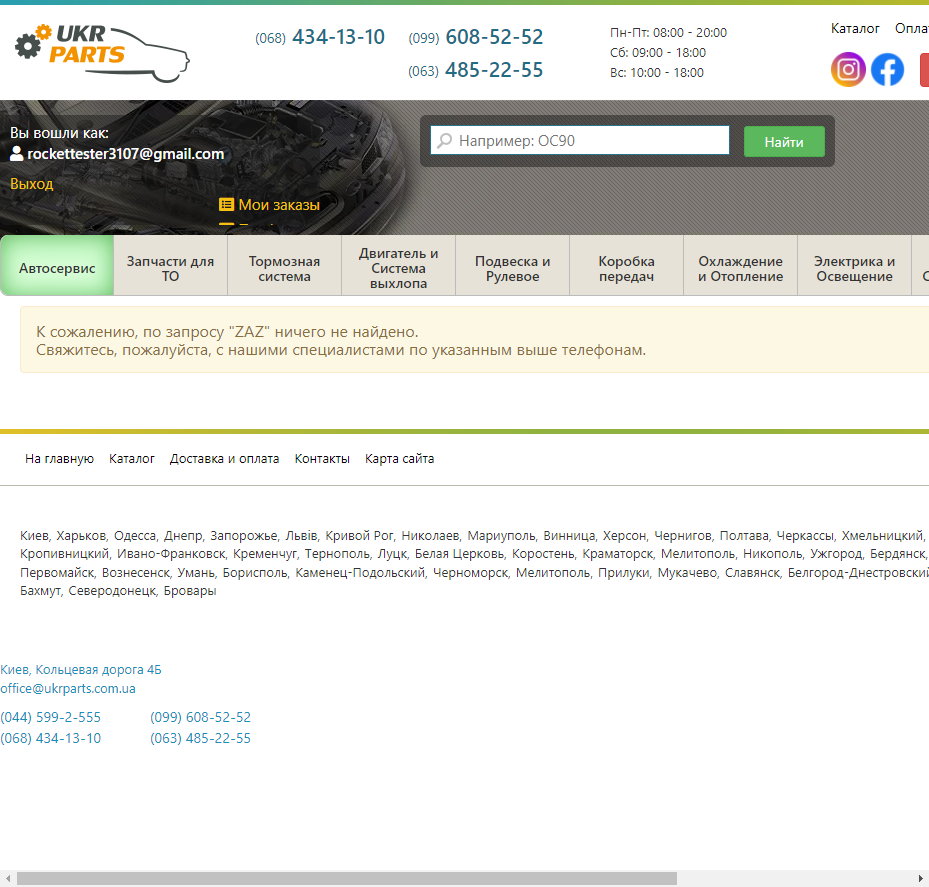 UKR
PARTS
(068) 434-13-10
(099) 608-52-52
(063) 485-22-55
Пн-Пт: 08:00 - 20:00
Сб: 09:00 - 18:00
Вс: 10:00 - 18:00
Каталог
Вы вошли как:
rockettester3107@gmail.com
Выход
Мои заказы
Например: OC90
Найти
Автосервис
Запчасти для
ТО
Тормозная
система
Двигатель и
Система
выхлопа
Подвеска и
Рулевое
Коробка
передач
Охлаждение
и Отопление
Электрика и
Освещение
К сожалению, по запросу "ZAZ" ничего не найдено.
Свяжитесь, пожалуйста, с нашими специалистами по указанным выше телефонам.
На главную Каталог Доставка и оплата Контакты Карта сайта
Киев, Харьков, Одесса, Днепр, Запорожье, Львів, Кривой Рог, Николаев, Мариуполь, Винница, Херсон, Чернигов, Полтава, Черкассы, Хмельницкий,
Кропивницкий, Ивано-Франковск, Кременчуг, Тернополь, Луцк, Белая Церковь, Коростень, Краматорск, Мелитополь, Никополь, Ужгород, Бердянск,
Первомайск, Вознесенск, Умань, Борисполь, Каменец-Подольский, Черноморск, Мелитополь, Прилуки, Мукачево, Славянск, Белгород-Днестровский
Бахмут, Северодонецк, Бровары
Киев, Кольцевая дорога 4Б
office@ukrparts.com.ua
(044) 599-2-555 (099) 608-52-52
(068) 434-13-10 (063) 485-22-55